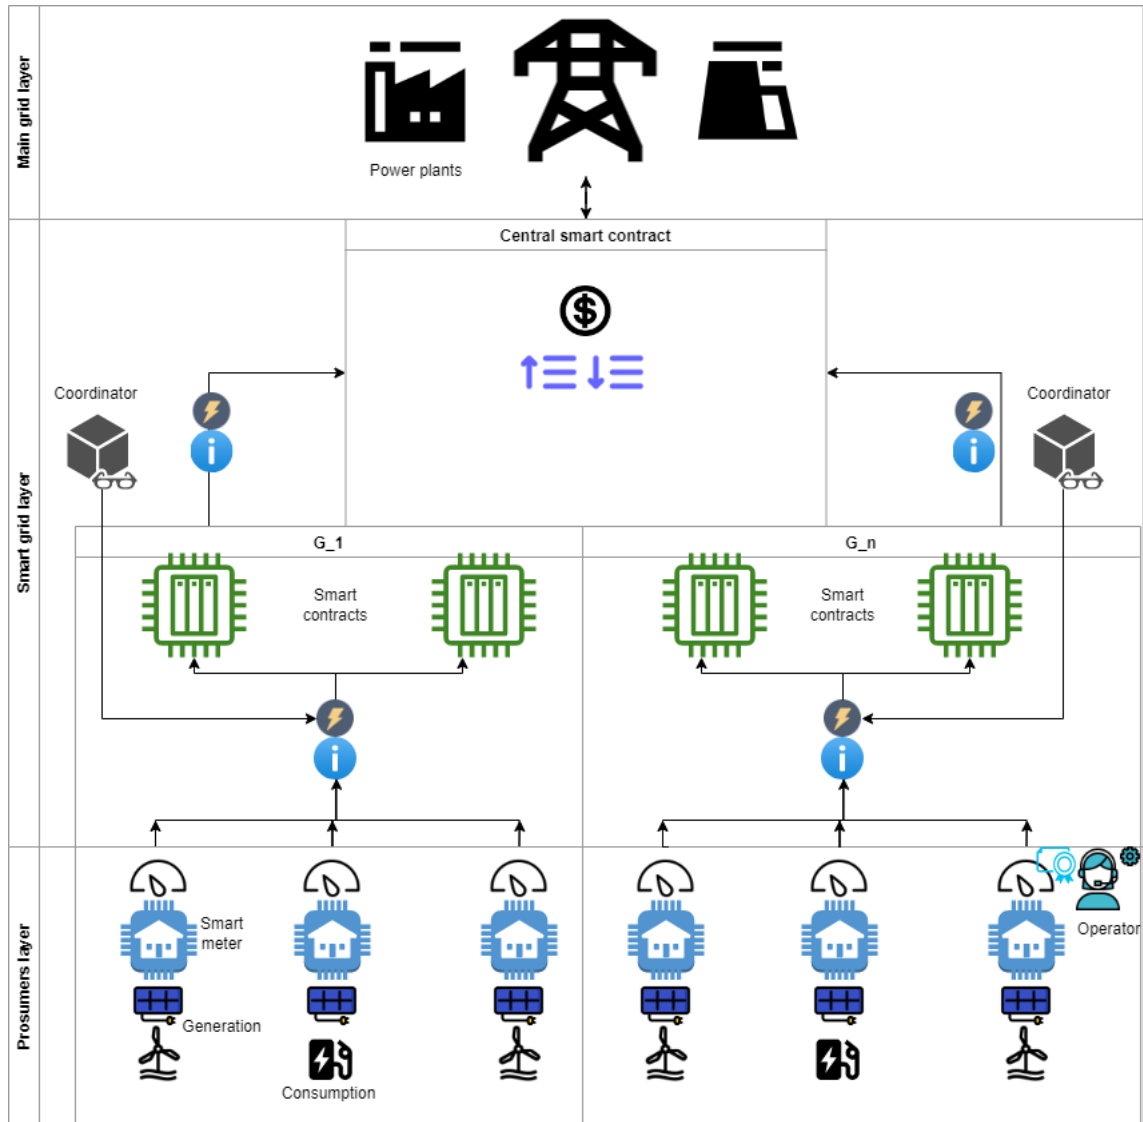 Main grid layer
Power plants
Central smart contract
$
Coordinator
Coordinator
i
i
Smart grid layer
G_1
G_n
Smart
contracts
Smart
contracts
i
i
Prosumers layer
Smart
meter
Operator
Generation
Consumption